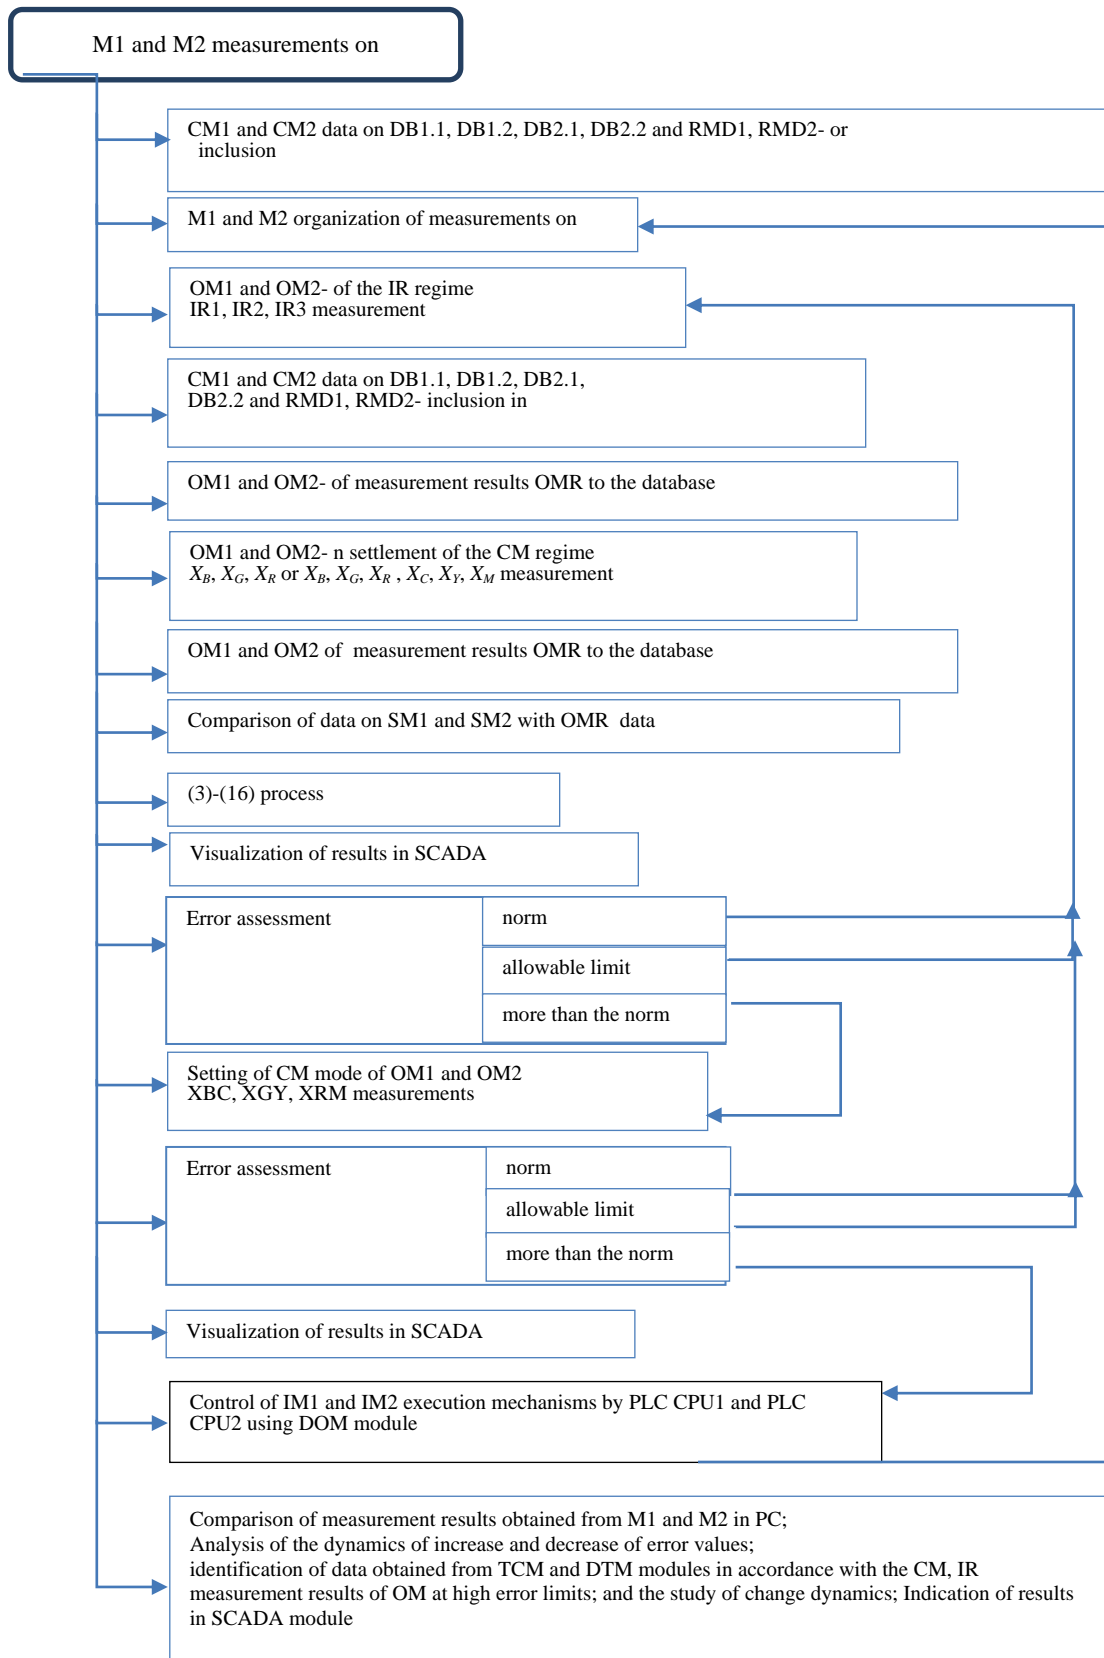 M1 and M2 measurements on
CM1 and CM2 data on DB1.1, DB1.2, DB2.1, DB2.2 and RMD1, RMD2- or
inclusion
M1 and M2 organization of measurements on
OM1 and OM2- of the IR regime
IR1, IR2, IR3 measurement
CM1 and CM2 data on DB1.1, DB1.2, DB2.1,
DB2.2 and RMD1, RMD2- inclusion in
OM1 and OM2- of measurement results OMR to the database
OM1 and OM2- n settlement of the CM regime
X_B, X_G, X_R or X_B, X_G, X_R , X_C, X_Y, X_M measurement
OM1 and OM2 of measurement results OMR to the database
Comparison of data on SM1 and SM2 with OMR data
(3)-(16) process
Visualization of results in SCADA
Error assessment
norm
allowable limit
more than the norm
Setting of CM mode of OM1 and OM2
XBC, XGY, XRM measurements
Error assessment
norm
allowable limit
more than the norm
Visualization of results in SCADA
Control of IM1 and IM2 execution mechanisms by PLC CPU1 and PLC
CPU2 using DOM module
Comparison of measurement results obtained from M1 and M2 in PC;
Analysis of the dynamics of increase and decrease of error values;
identification of data obtained from TCM and DTM modules in accordance with the CM, IR
measurement results of OM at high error limits; and the study of change dynamics; Indication of results
in SCADA module